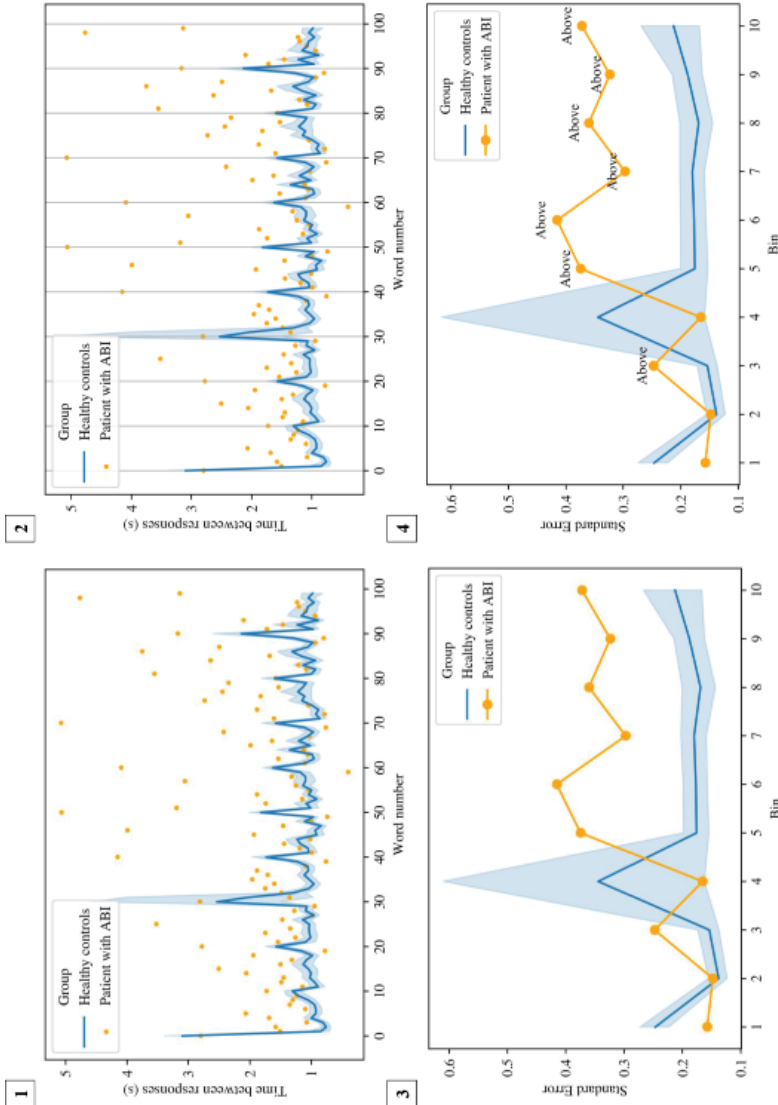 1
5
4
3
2
1
Time between responses (s)
Group
Healthy controls
Patient with ABI
0 10 20 30 40 50 60 70 80 90 100
Word number
2
5
4
3
2
1
Time between responses (s)
Group
Healthy controls
Patient with ABI
0 10 20 30 40 50 60 70 80 90 100
Word number
3
0.6
0.5
0.4
0.3
0.2
0.1
Standard Error
Group
Healthy controls
Patient with ABI
1 2 3 4 5 6 7 8 9 10
Bin
4
0.6
0.5
0.4
0.3
0.2
0.1
Standard Error
Group
Healthy controls
Patient with ABI
Above
Above
Above
Above
Above
Above
Above
1 2 3 4 5 6 7 8 9 10
Bin